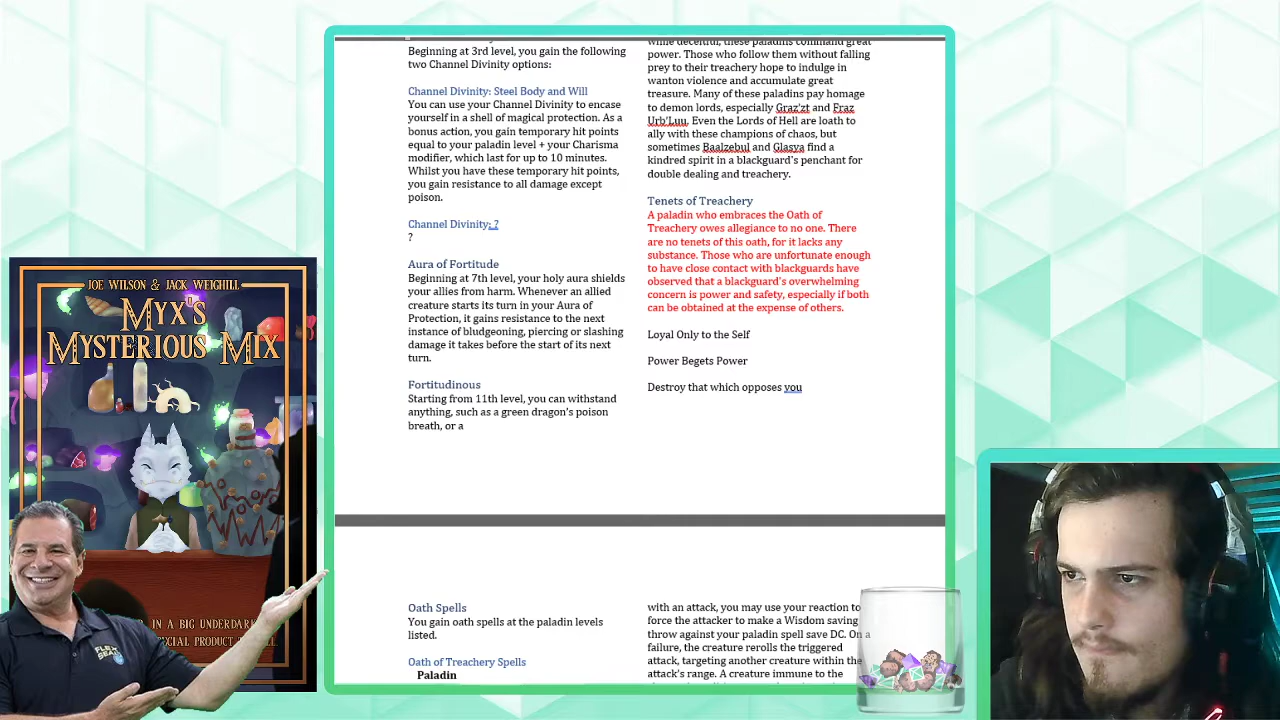 JOE WILSON & JACK WEIGHILL
MYX'S
MYSTERIOUS MIX
IN A BIG UNDERDARK
FLEX
SEAL
Beginning at 3rd level, you gain the following
two Channel Divinity options:
Channel Divinity: Steel Body and Will
You can use your Channel Divinity to encase
yourself in a shell of magical protection. As a
bonus action, you gain temporary hit points
equal to your paladin level + your Charisma
modifier, which last for up to 10 minutes.
Whilst you have these temporary hit points,
you gain resistance to all damage except
poison.
Channel Divinity: ?
?
Aura of Fortitude
Beginning at 7th level, your holy aura shields
your allies from harm. Whenever an allied
creature starts its turn in your Aura of
Protection, it gains resistance to the next
instance of bludgeoning, piercing or slashing
damage it takes before the start of its next
turn.
Fortitudinous
Starting from 11th level, you can withstand
anything, such as a green dragon's poison
breath, or a
while deceitful, these paladins command great
power. Those who follow them without falling
prey to their treachery hope to indulge in
wanton violence and accumulate great
treasure. Many of these paladins pay homage
to demon lords, especially Graz'zt and Fraz
Urb'Luu. Even the Lords of Hell are loath to
ally with these champions of chaos, but
sometimes Baalzebul and Glasya find a
kindred spirit in a blackguard's penchant for
double dealing and treachery.
Tenets of Treachery
A paladin who embraces the Oath of
Treachery owes allegiance to no one. There
are no tenets of this oath, for it lacks any
substance. Those who are unfortunate enough
to have close contact with blackguards have
observed that a blackguard's overwhelming
concern is power and safety, especially if both
can be obtained at the expense of others.
Loyal Only to the Self
Power Begets Power
Destroy that which opposes you
Oath Spells
You gain oath spells at the paladin levels
listed.
Oath of Treachery Spells
Paladin
with an attack, you may use your reaction to
force the attacker to make a Wisdom saving
throw against your paladin spell save DC. On a
failure, the creature rerolls the triggered
attack, targeting another creature within the
attack's range. A creature immune to the